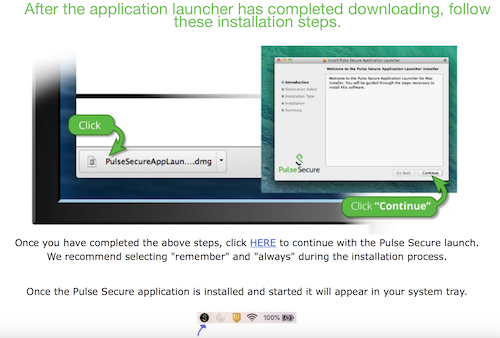 After the application launcher has completed downloading, follow
these installation steps.
Install Pulse Secure Application Launcher
Welcome to the Pulse Secure Application Launcher Installer
Introduction
Destination Select
Installation Type
Installation
Summary
Welcome to the Pulse Secure Application Launcher for Mac
Installer. You will be guided through the steps necessary to
install this software.
Click
PulseSecureAppLaun....dmg
Pulse Secure
Go Back
Continue
Click "Continue"
Once you have completed the above steps, click HERE to continue with the Pulse Secure launch.
We recommend selecting "remember" and "always" during the installation process.
Once the Pulse Secure application is installed and started it will appear in your system tray.
S
100%